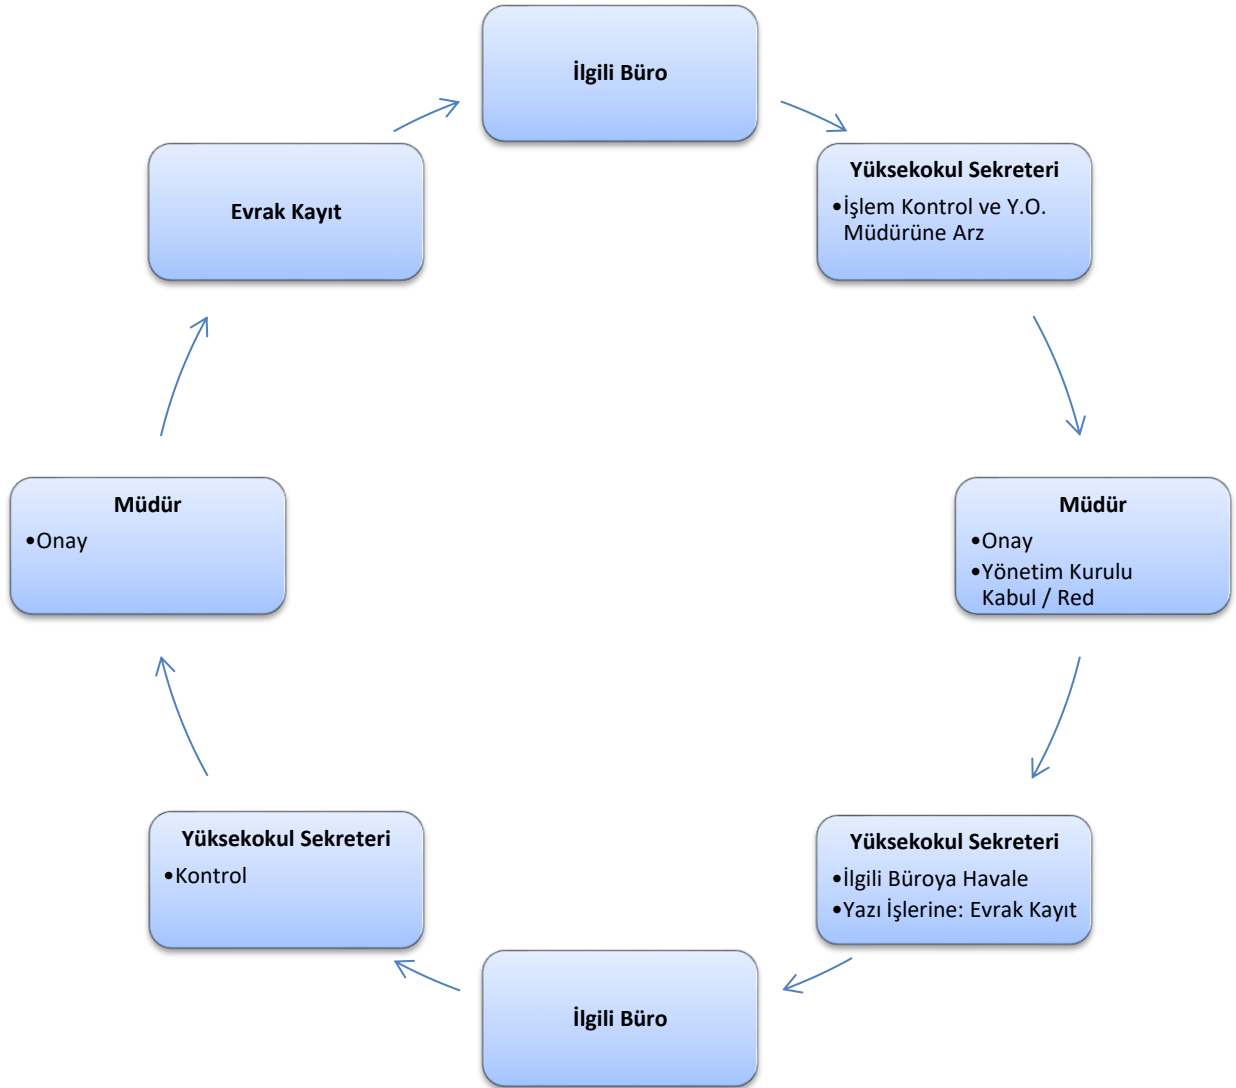 İlgili Büro
Yüksekokul Sekreteri
•İşlem Kontrol ve Y.O.
Müdürüne Arz
Müdür
•Onay
•Yönetim Kurulu
Kabul / Red
Yüksekokul Sekreteri
•İlgili Büroya Havale
•Yazı İşlerine: Evrak Kayıt
İlgili Büro
Yüksekokul Sekreteri
•Kontrol
Müdür
•Onay
Evrak Kayıt